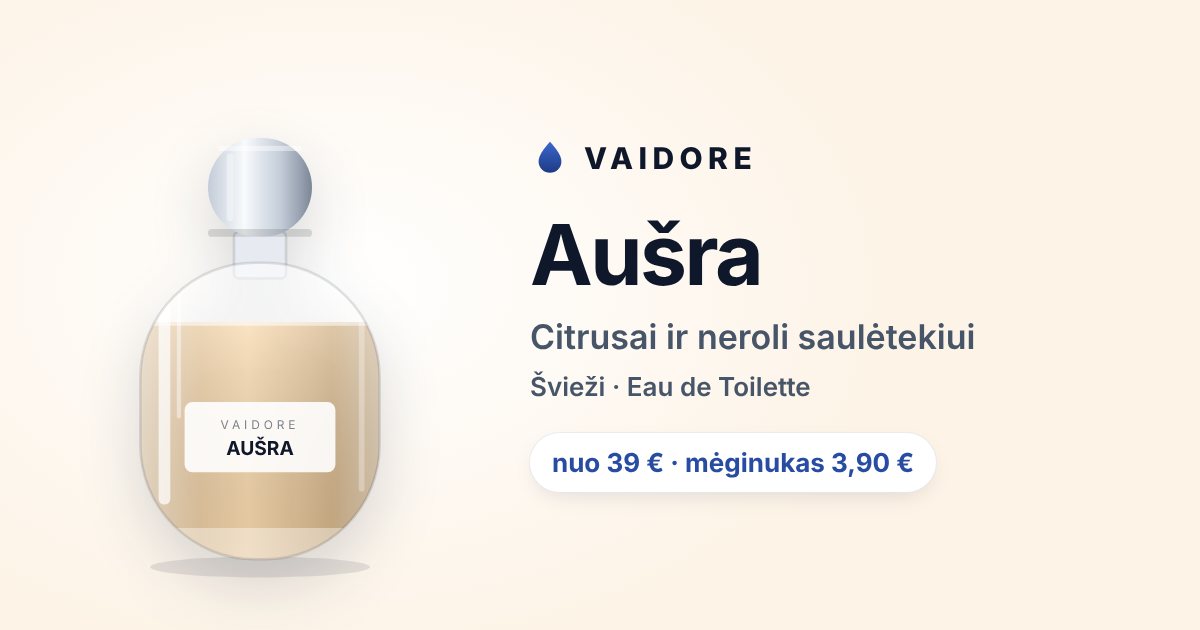 VAIDORE
Aušra
Citrusai ir neroli saulėtekiui
Švieži · Eau de Toilette
nuo 39 € · mėginukas 3,90 €
VAIDORE
AUŠRA